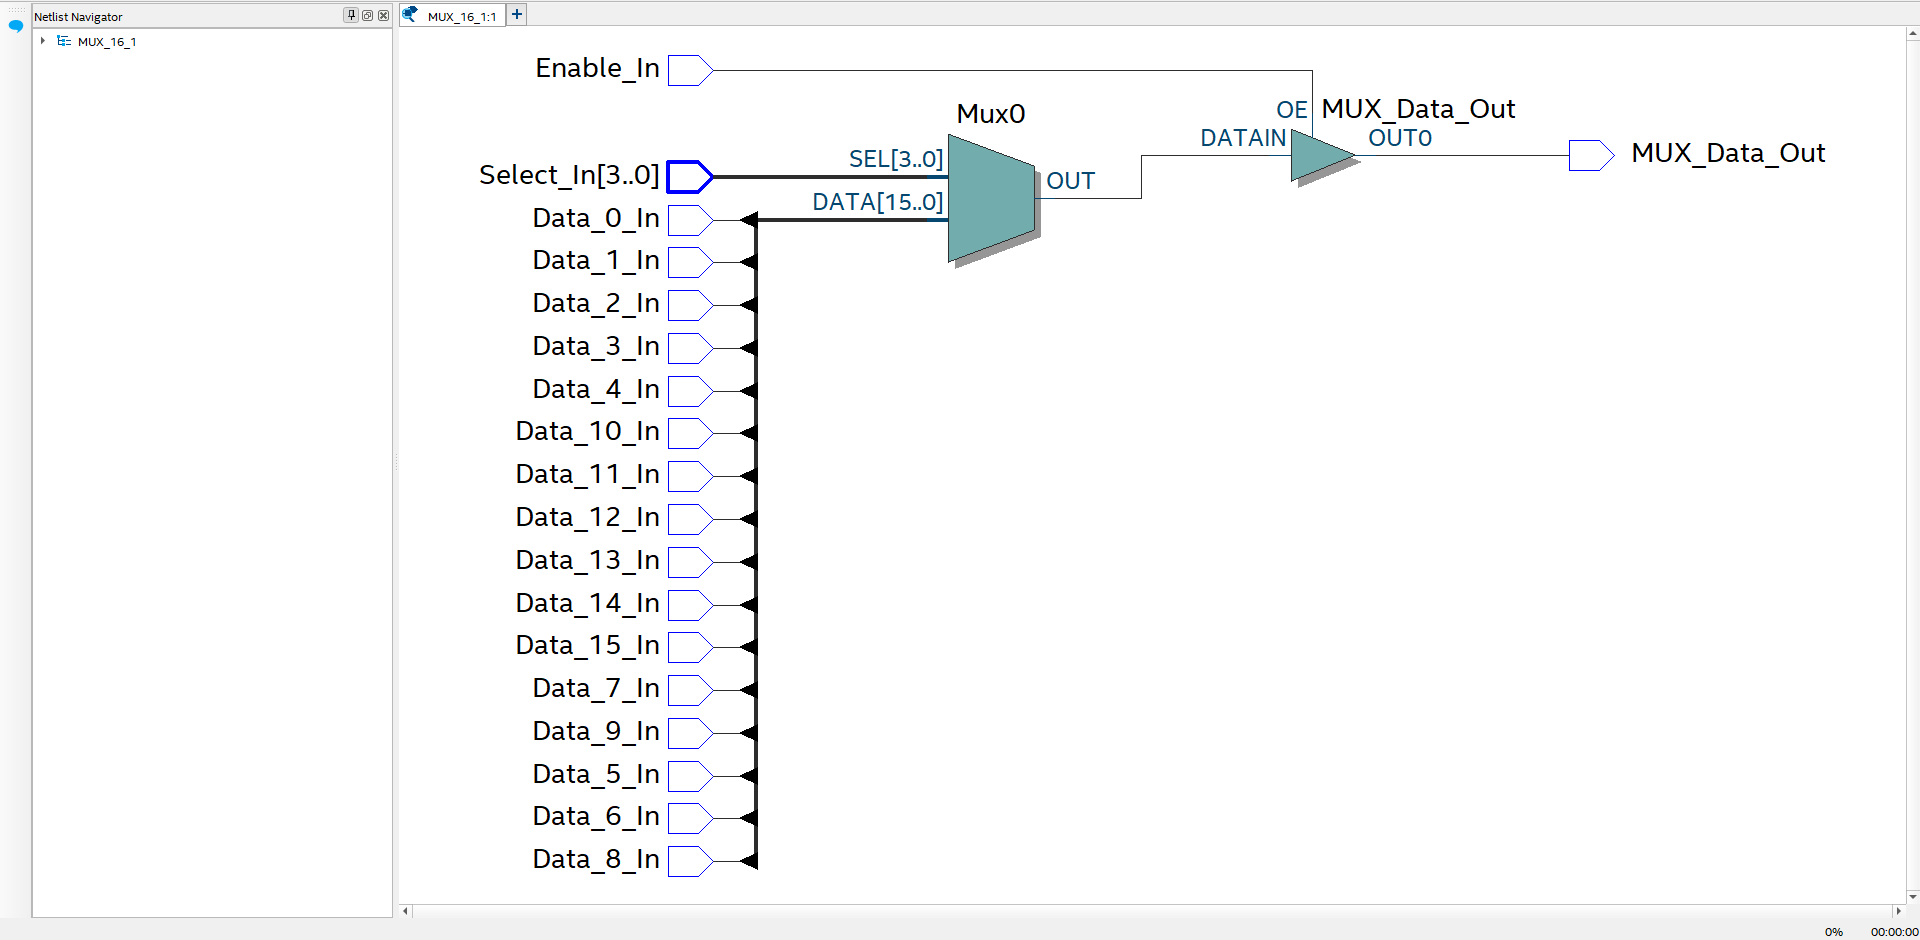 Netlist Navigator
MUX_16_1:1
MUX_16_1
Enable_In
Mux0
OE
MUX_Data_Out
DATAIN
OUT0
MUX_Data_Out
Select_In[3..0]
SEL[3..0]
OUT
DATA[15..0]
Data_0_In
Data_1_In
Data_2_In
Data_3_In
Data_4_In
Data_10_In
Data_11_In
Data_12_In
Data_13_In
Data_14_In
Data_15_In
Data_7_In
Data_9_In
Data_5_In
Data_6_In
Data_8_In
0% 00:00:00